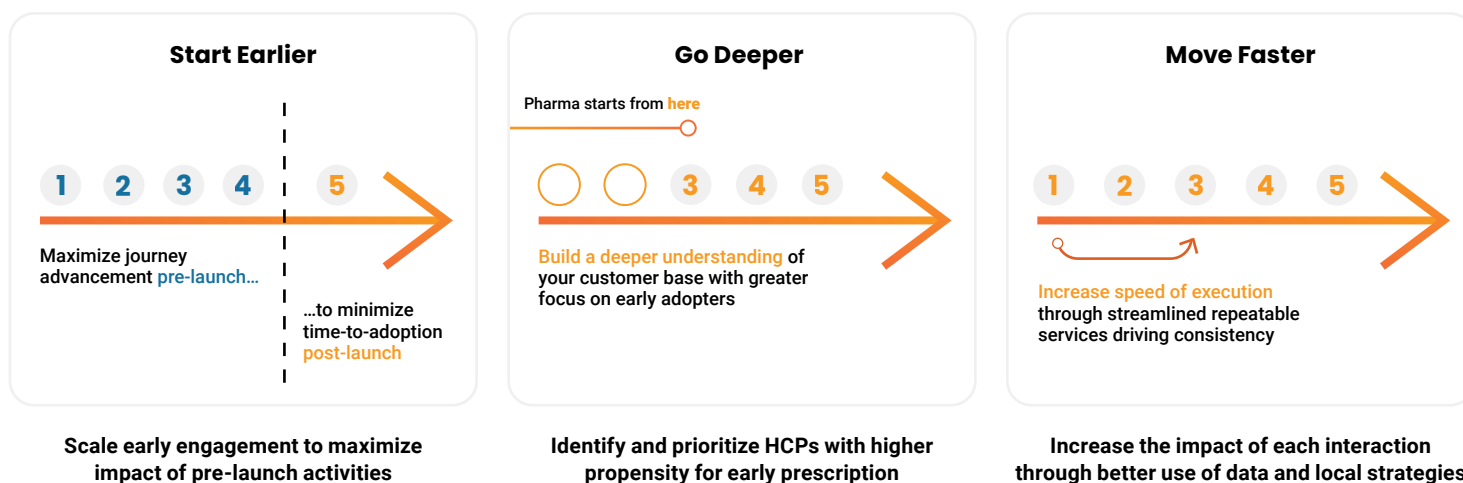 Start Earlier
1 2 3 4 5
Maximize journey
advancement pre-launch...
...to minimize
time-to-adoption
post-launch
Scale early engagement to maximize
impact of pre-launch activities
Go Deeper
Pharma starts from here
3 4 5
Build a deeper understanding of
your customer base with greater
focus on early adopters
Identify and prioritize HCPs with higher
propensity for early prescription
Move Faster
1 2 3 4 5
Increase speed of execution
through streamlined repeatable
services driving consistency
Increase the impact of each interaction
through better use of data and local strategies